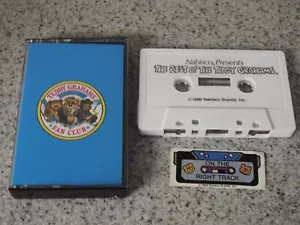 TEDDY GRAHAMS
FAN CLUB
Nabisco, Presents
THE BEST OF THE TEDDY GRAHAMS
©1990 Nabisco Brands, Inc.
ON THE
RIGHT TRACK